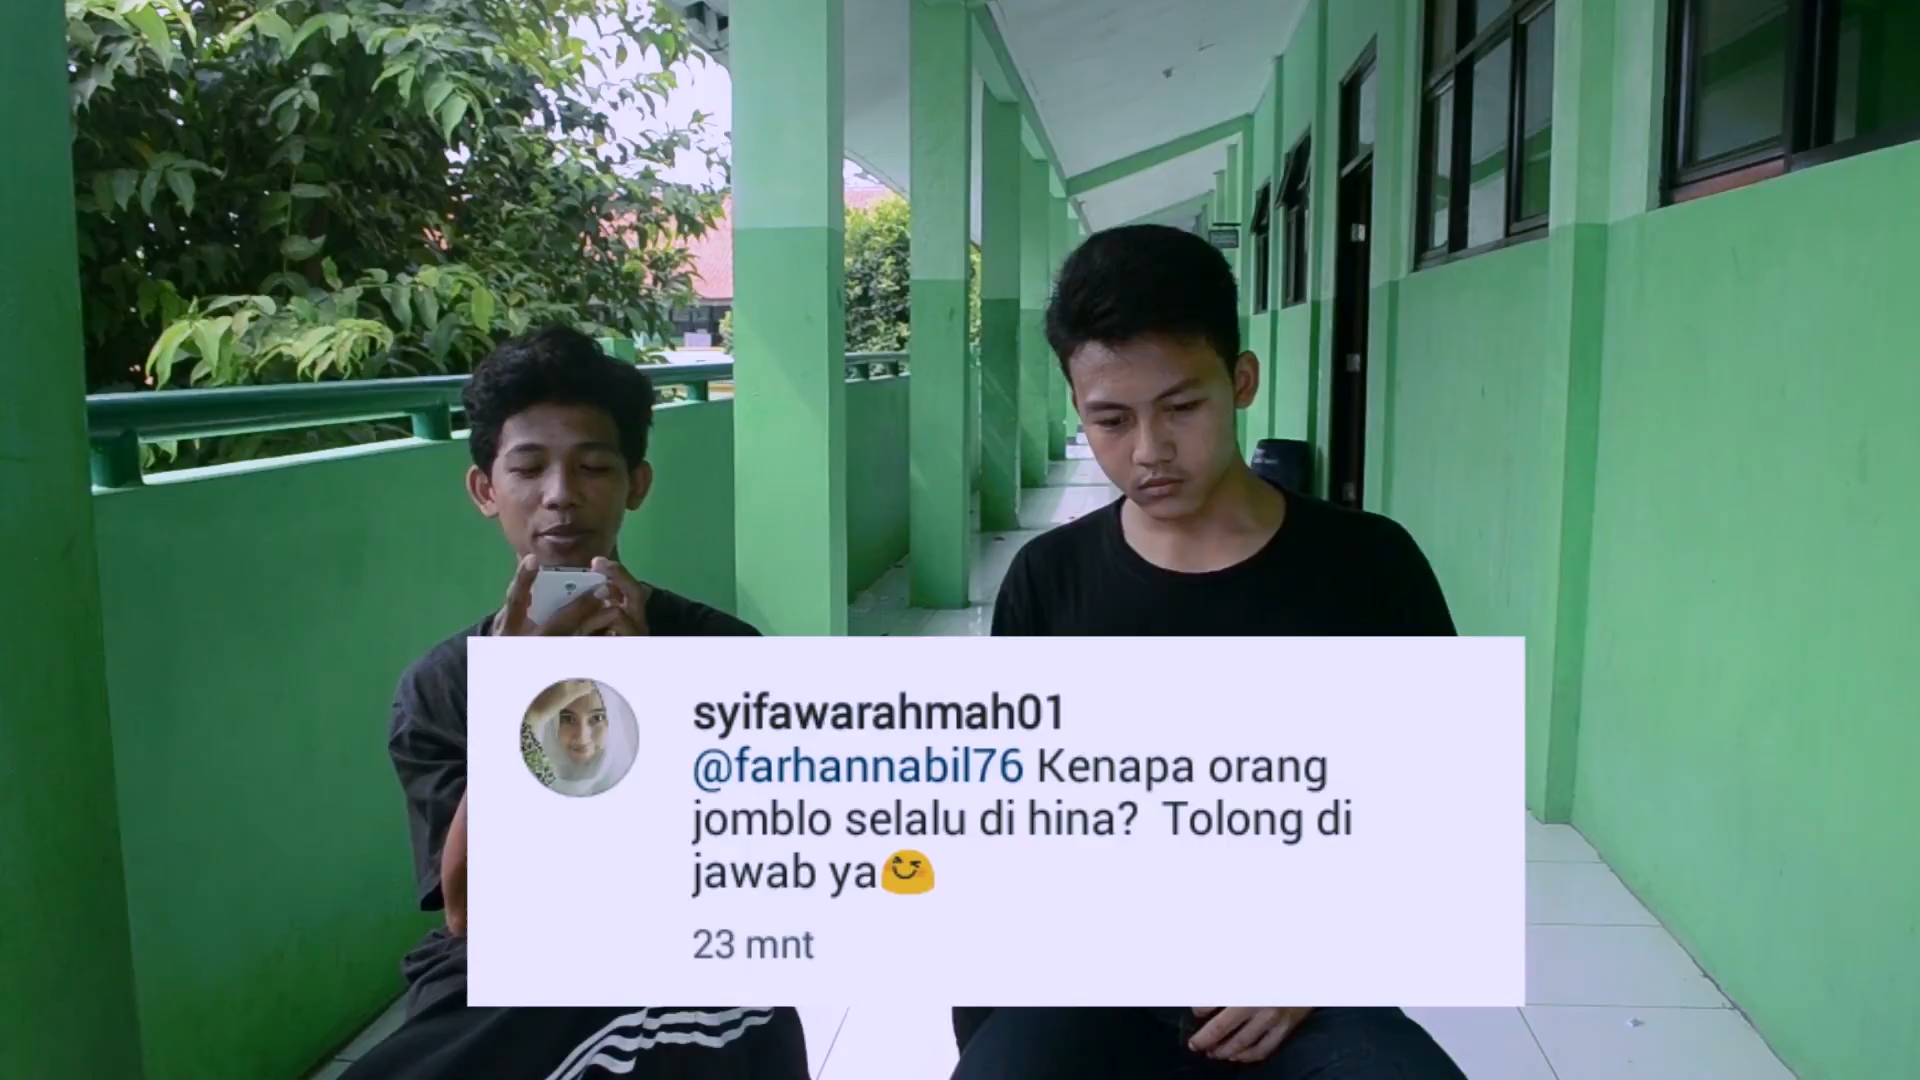 syifawarahmah01
@farhannabil76 Kenapa orang
jomblo selalu di hina?  Tolong di
jawab ya😆
23 mnt